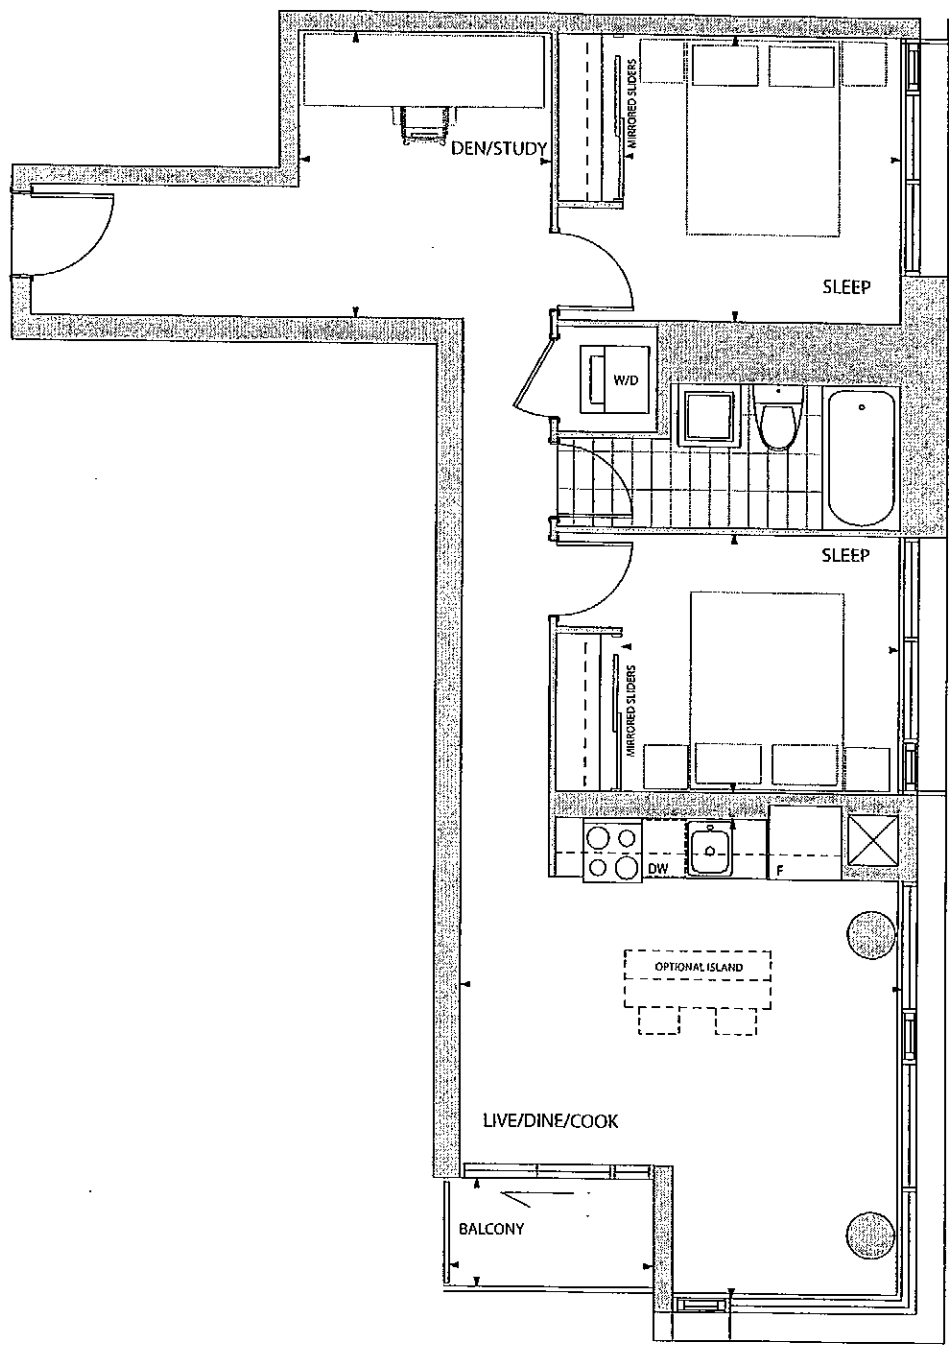 MIRRORED SLIDERS
DEN/STUDY
SLEEP
W/D
SLEEP
MIRRORED SLIDERS
DW
F
OPTIONAL ISLAND
LIVE/DINE/COOK
BALCONY